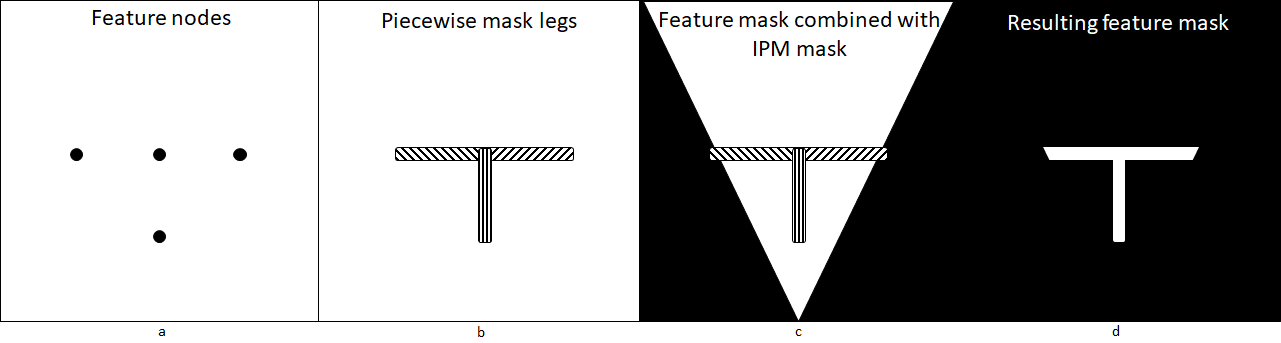 Feature nodes
Piecewise mask legs
Feature mask combined with
IPM mask
Resulting feature mask
a
b
c
d